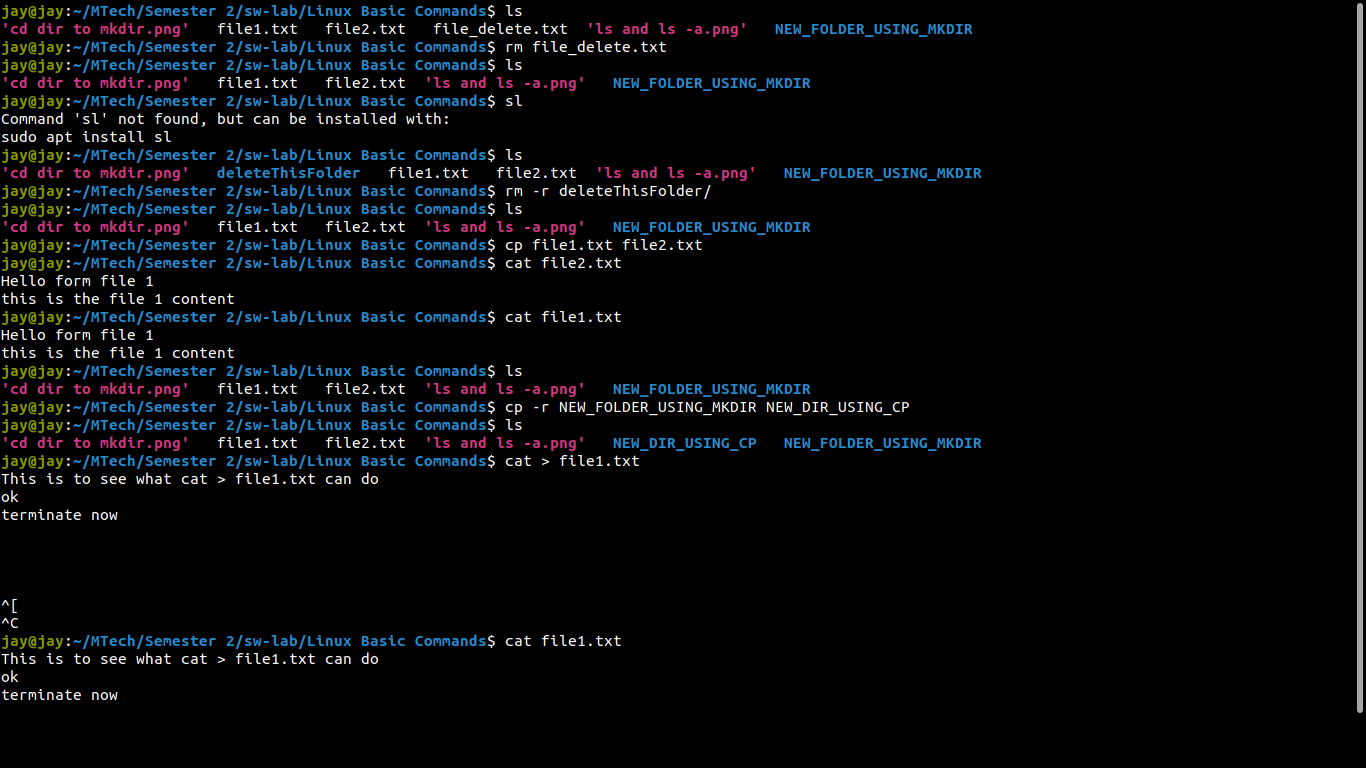 jay@jay:~/MTech/Semester 2/sw-lab/Linux Basic Commands$ ls
'cd dir to mkdir.png'   file1.txt   file2.txt   file_delete.txt  'ls and ls -a.png'   NEW_FOLDER_USING_MKDIR
jay@jay:~/MTech/Semester 2/sw-lab/Linux Basic Commands$ rm file_delete.txt
jay@jay:~/MTech/Semester 2/sw-lab/Linux Basic Commands$ ls
'cd dir to mkdir.png'   file1.txt   file2.txt  'ls and ls -a.png'   NEW_FOLDER_USING_MKDIR
jay@jay:~/MTech/Semester 2/sw-lab/Linux Basic Commands$ sl
Command 'sl' not found, but can be installed with:
sudo apt install sl
jay@jay:~/MTech/Semester 2/sw-lab/Linux Basic Commands$ ls
'cd dir to mkdir.png'   deleteThisFolder   file1.txt   file2.txt  'ls and ls -a.png'   NEW_FOLDER_USING_MKDIR
jay@jay:~/MTech/Semester 2/sw-lab/Linux Basic Commands$ rm -r deleteThisFolder/
jay@jay:~/MTech/Semester 2/sw-lab/Linux Basic Commands$ ls
'cd dir to mkdir.png'   file1.txt   file2.txt  'ls and ls -a.png'   NEW_FOLDER_USING_MKDIR
jay@jay:~/MTech/Semester 2/sw-lab/Linux Basic Commands$ cp file1.txt file2.txt
jay@jay:~/MTech/Semester 2/sw-lab/Linux Basic Commands$ cat file2.txt
Hello form file 1
this is the file 1 content
jay@jay:~/MTech/Semester 2/sw-lab/Linux Basic Commands$ cat file1.txt
Hello form file 1
this is the file 1 content
jay@jay:~/MTech/Semester 2/sw-lab/Linux Basic Commands$ ls
'cd dir to mkdir.png'   file1.txt   file2.txt  'ls and ls -a.png'   NEW_FOLDER_USING_MKDIR
jay@jay:~/MTech/Semester 2/sw-lab/Linux Basic Commands$ cp -r NEW_FOLDER_USING_MKDIR NEW_DIR_USING_CP
jay@jay:~/MTech/Semester 2/sw-lab/Linux Basic Commands$ ls
'cd dir to mkdir.png'   file1.txt   file2.txt  'ls and ls -a.png'   NEW_DIR_USING_CP   NEW_FOLDER_USING_MKDIR
jay@jay:~/MTech/Semester 2/sw-lab/Linux Basic Commands$ cat > file1.txt
This is to see what cat > file1.txt can do
ok
terminate now
^[
^C
jay@jay:~/MTech/Semester 2/sw-lab/Linux Basic Commands$ cat file1.txt
This is to see what cat > file1.txt can do
ok
terminate now